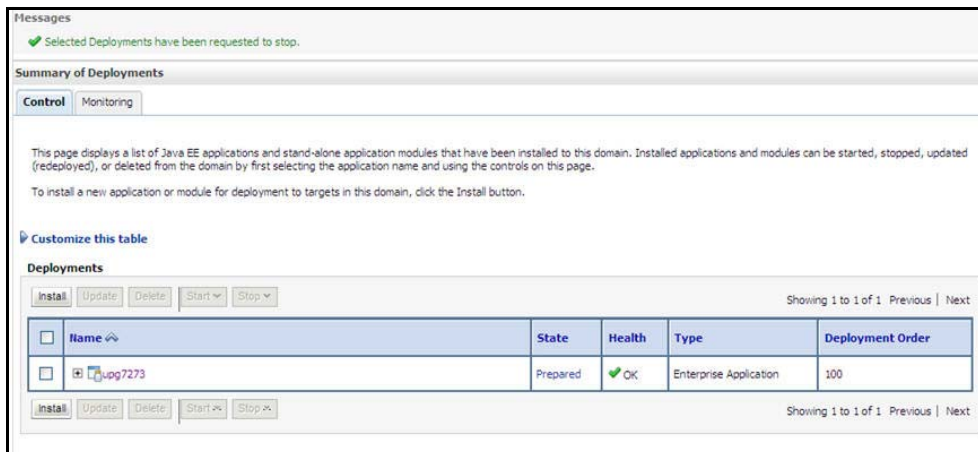 Messages
Selected Deployments have been requested to stop.
Summary of Deployments
Control Monitoring
This page displays a list of Java EE applications and stand-alone application modules that have been installed to this domain. Installed applications and modules can be started, stopped, updated
(redeployed), or deleted from the domain by first selecting the application name and using the controls on this page.
To install a new application or module for deployment to targets in this domain, click the Install button.
Customize this table
Deployments
Install Update Delete Start Stop Showing 1 to 1 of 1 Previous | Next
Name State Health Type Deployment Order
upg7273 Prepared OK Enterprise Application 100
Install Update Delete Start Stop Showing 1 to 1 of 1 Previous | Next